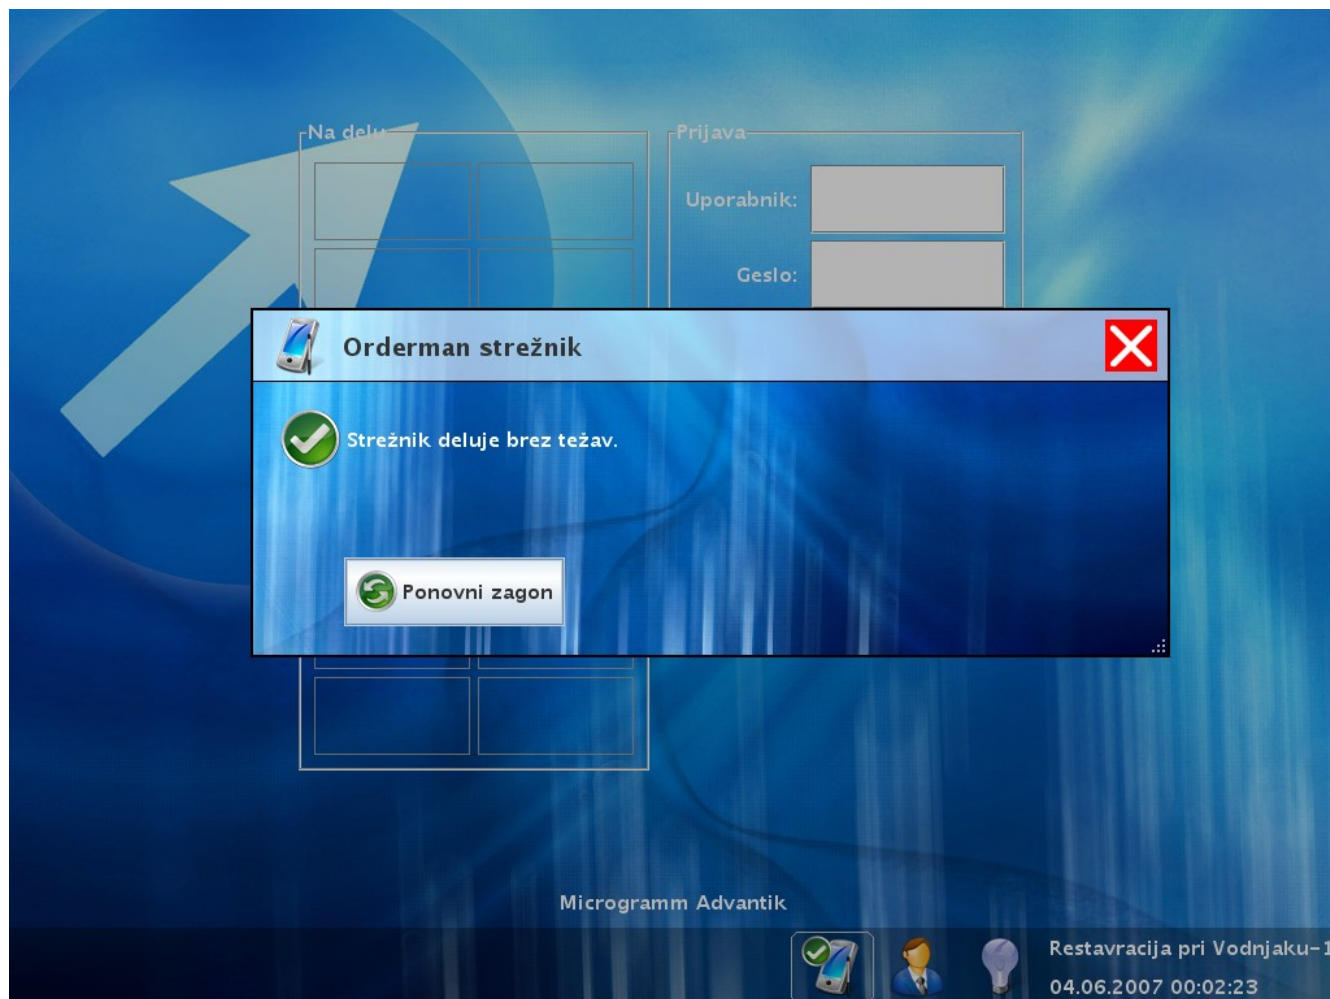 Na delu
Prijava
Uporabnik:
Geslo:
Orderman strežnik
Strežnik deluje brez težav.
Ponovni zagon
Microgramm Advantik
Restavracija pri Vodnjaku-1
04.06.2007 00:02:23